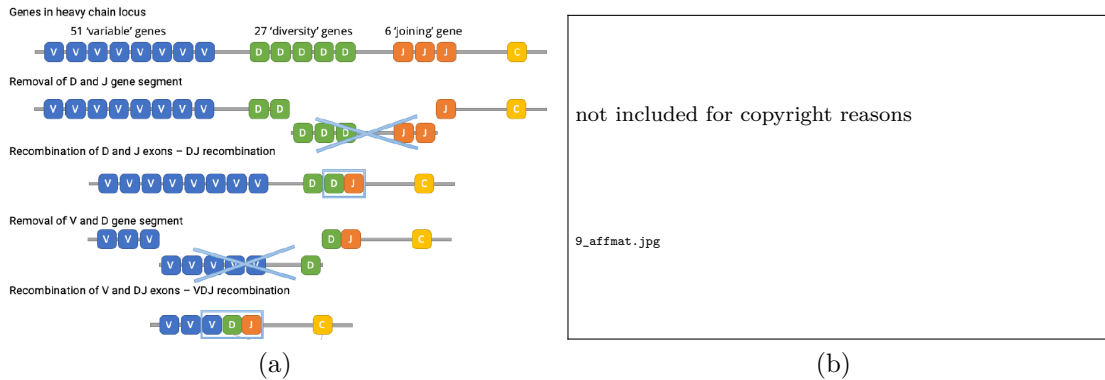 Genes in heavy chain locus
51 'variable' genes 27 'diversity' genes 6 'joining' gene
V V V V V V V V D D D D D J J J C
Removal of D and J gene segment
V V V V V V V V D D J C
D D D J J
Recombination of D and J exons – DJ recombination
V V V V V V V V D D J C
Removal of V and D gene segment
V V V D J C
V V V V V D
Recombination of V and DJ exons – VDJ recombination
V V V D J C
(a)
not included for copyright reasons
9_affmat.jpg
(b)